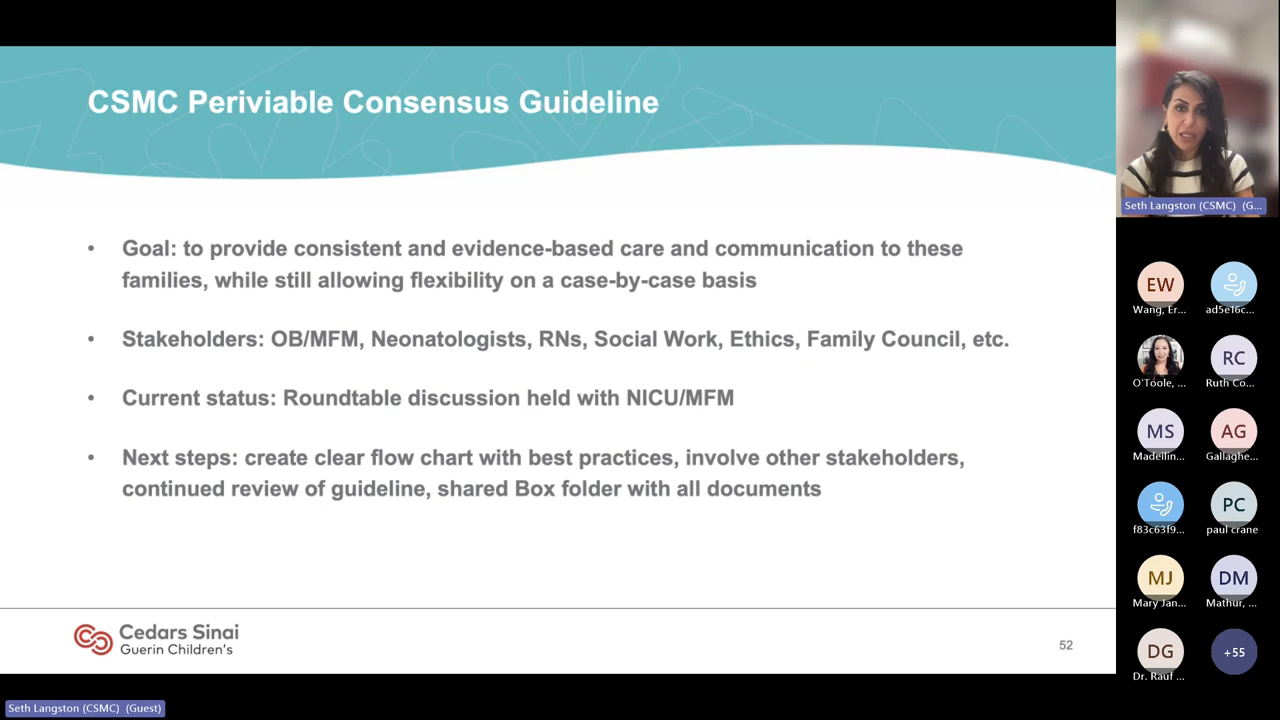 CSMC Periviable Consensus Guideline
• Goal: to provide consistent and evidence-based care and communication to these
families, while still allowing flexibility on a case-by-case basis
• Stakeholders: OB/MFM, Neonatologists, RNs, Social Work, Ethics, Family Council, etc.
• Current status: Roundtable discussion held with NICU/MFM
• Next steps: create clear flow chart with best practices, involve other stakeholders,
continued review of guideline, shared Box folder with all documents
Cedars Sinai
Guerin Children's
52
Seth Langston (CSMC) (G...
EW
Wang, Er...
ad5e16c...
O'Toole, ...
RC
Ruth Co...
MS
Madeilin...
AG
Gallaghe...
f83c63f9...
PC
paul crane
MJ
Mary Jan...
DM
Mathur, ...
DG
Dr. Rauf ...
+55
Seth Langston (CSMC) (Guest)